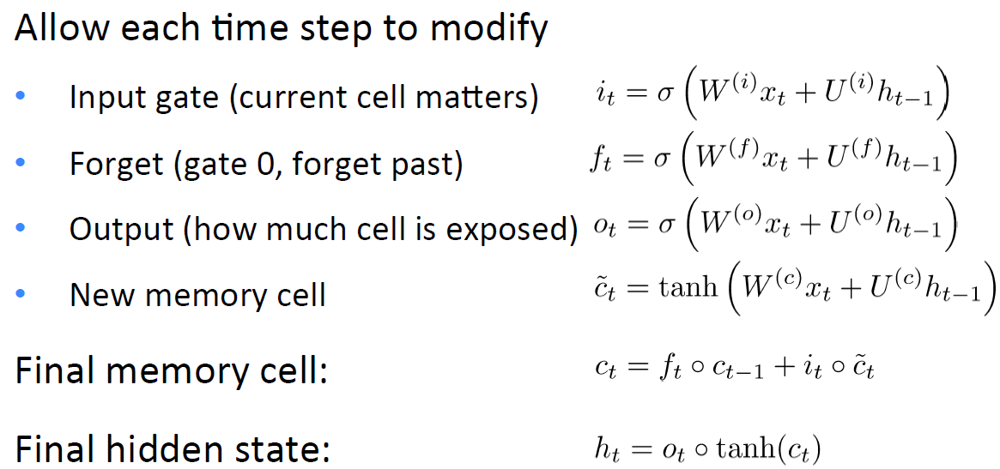 Allow each time step to modify
• Input gate (current cell matters) i_t = σ (W^{(i)}x_t + U^{(i)}h_{t−1})
• Forget (gate 0, forget past) f_t = σ (W^{(f)}x_t + U^{(f)}h_{t−1})
• Output (how much cell is exposed) o_t = σ (W^{(o)}x_t + U^{(o)}h_{t−1})
• New memory cell c̃_t = tanh (W^{(c)}x_t + U^{(c)}h_{t−1})
Final memory cell: c_t = f_t ∘ c_{t−1} + i_t ∘ c̃_t
Final hidden state: h_t = o_t ∘ tanh(c_t)